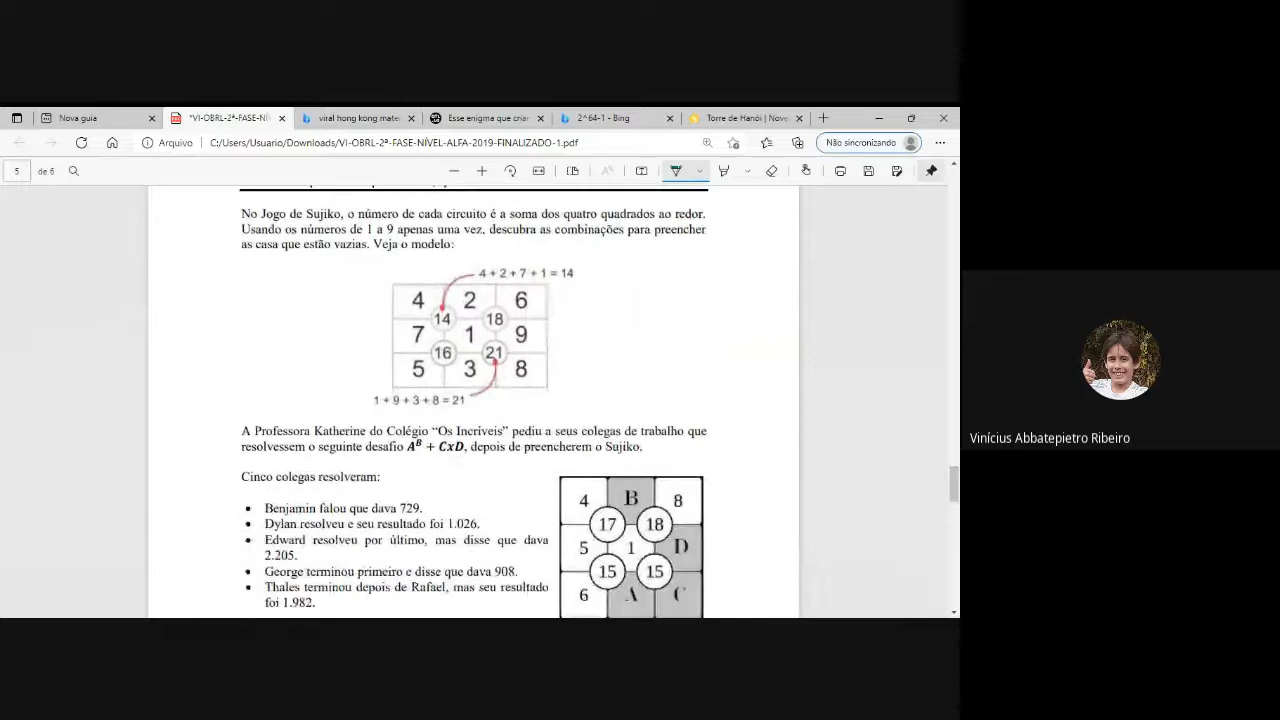 Nova guia
*VI-OBRL-2ª-FASE-NÍ
viral hong kong mate
Esse enigma que crian
2^64-1 - Bing
Torre de Hanói | Nove
Arquivo
C:/Users/Usuario/Downloads/VI-OBRL-2ª-FASE-NÍVEL-ALFA-2019-FINALIZADO-1.pdf
Não sincronizando
5 de 6
No Jogo de Sujiko, o número de cada circuito é a soma dos quatro quadrados ao redor.
Usando os números de 1 a 9 apenas uma vez, descubra as combinações para preencher
as casa que estão vazias. Veja o modelo:
4 + 2 + 7 + 1 = 14
4 2 6
14 18
7 1 9
16 21
5 3 8
1 + 9 + 3 + 8 = 21
A Professora Katherine do Colégio “Os Incríveis” pediu a seus colegas de trabalho que
resolvessem o seguinte desafio A^B + CxD, depois de preencherem o Sujiko.
Cinco colegas resolveram:
• Benjamin falou que dava 729.
• Dylan resolveu e seu resultado foi 1.026.
• Edward resolveu por último, mas disse que dava
2.205.
• George terminou primeiro e disse que dava 908.
• Thales terminou depois de Rafael, mas seu resultado
foi 1.982.
4 B 8
17 18
5 1 D
15 15
6 A C
Vinícius Abbatepietro Ribeiro